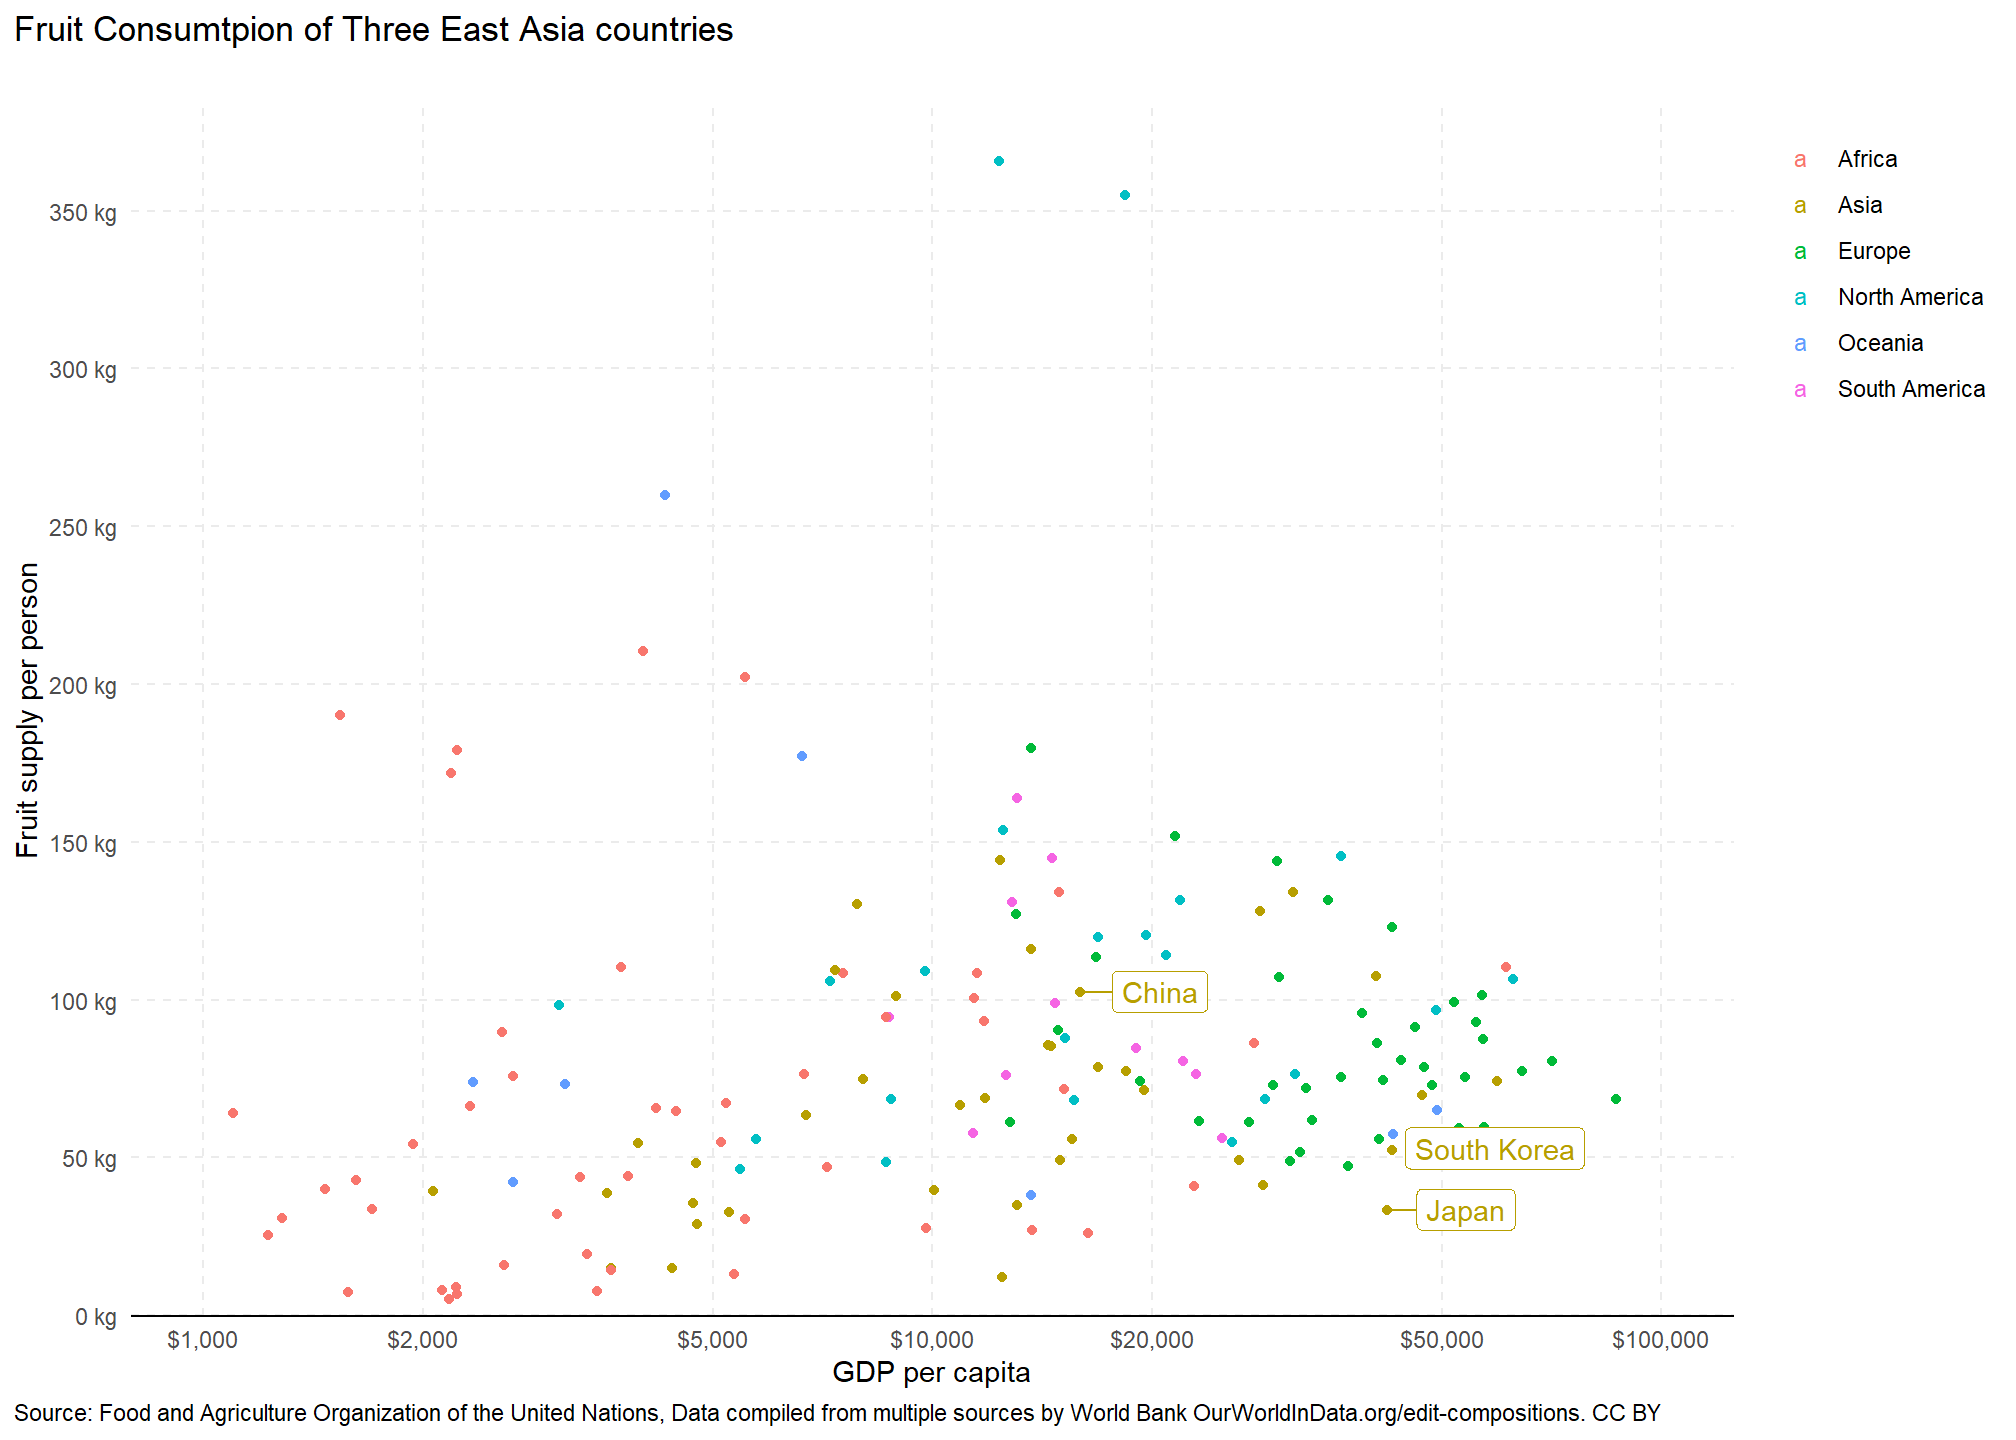 Fruit Consumtpion of Three East Asia countries
a Africa
a Asia
a Europe
a North America
a Oceania
a South America
350 kg
300 kg
250 kg
200 kg
150 kg
100 kg
50 kg
0 kg
Fruit supply per person
China
South Korea
Japan
$1,000 $2,000 $5,000 $10,000 $20,000 $50,000 $100,000
GDP per capita
Source: Food and Agriculture Organization of the United Nations, Data compiled from multiple sources by World Bank OurWorldInData.org/edit-compositions. CC BY